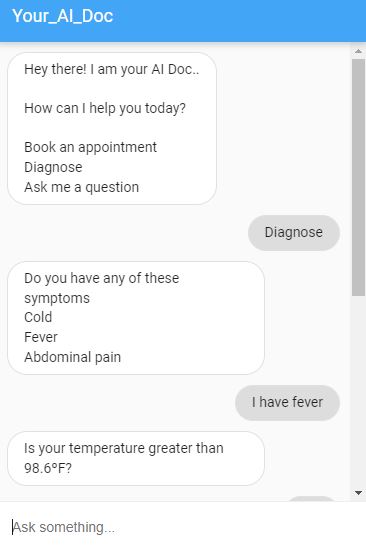 Your_AI_Doc
Hey there! I am your AI Doc..
How can I help you today?
Book an appointment
Diagnose
Ask me a question
Diagnose
Do you have any of these
symptoms
Cold
Fever
Abdominal pain
I have fever
Is your temperature greater than
98.6ºF?
Ask something...